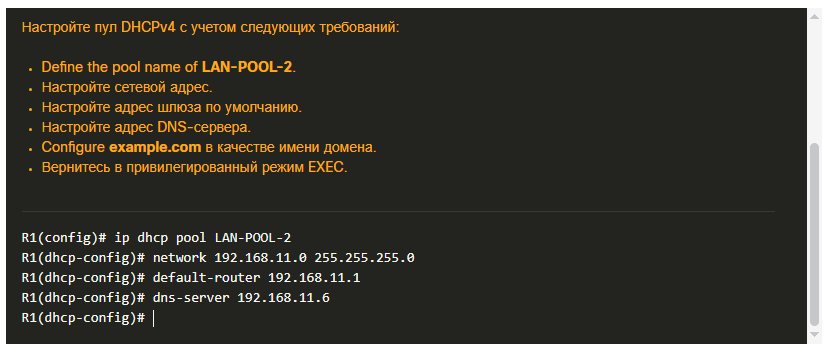 Настройте пул DHCPv4 с учетом следующих требований:
• Define the pool name of LAN-POOL-2.
• Настройте сетевой адрес.
• Настройте адрес шлюза по умолчанию.
• Настройте адрес DNS-сервера.
• Configure example.com в качестве имени домена.
• Вернитесь в привилегированный режим EXEC.
R1(config)# ip dhcp pool LAN-POOL-2
R1(dhcp-config)# network 192.168.11.0 255.255.255.0
R1(dhcp-config)# default-router 192.168.11.1
R1(dhcp-config)# dns-server 192.168.11.6
R1(dhcp-config)#